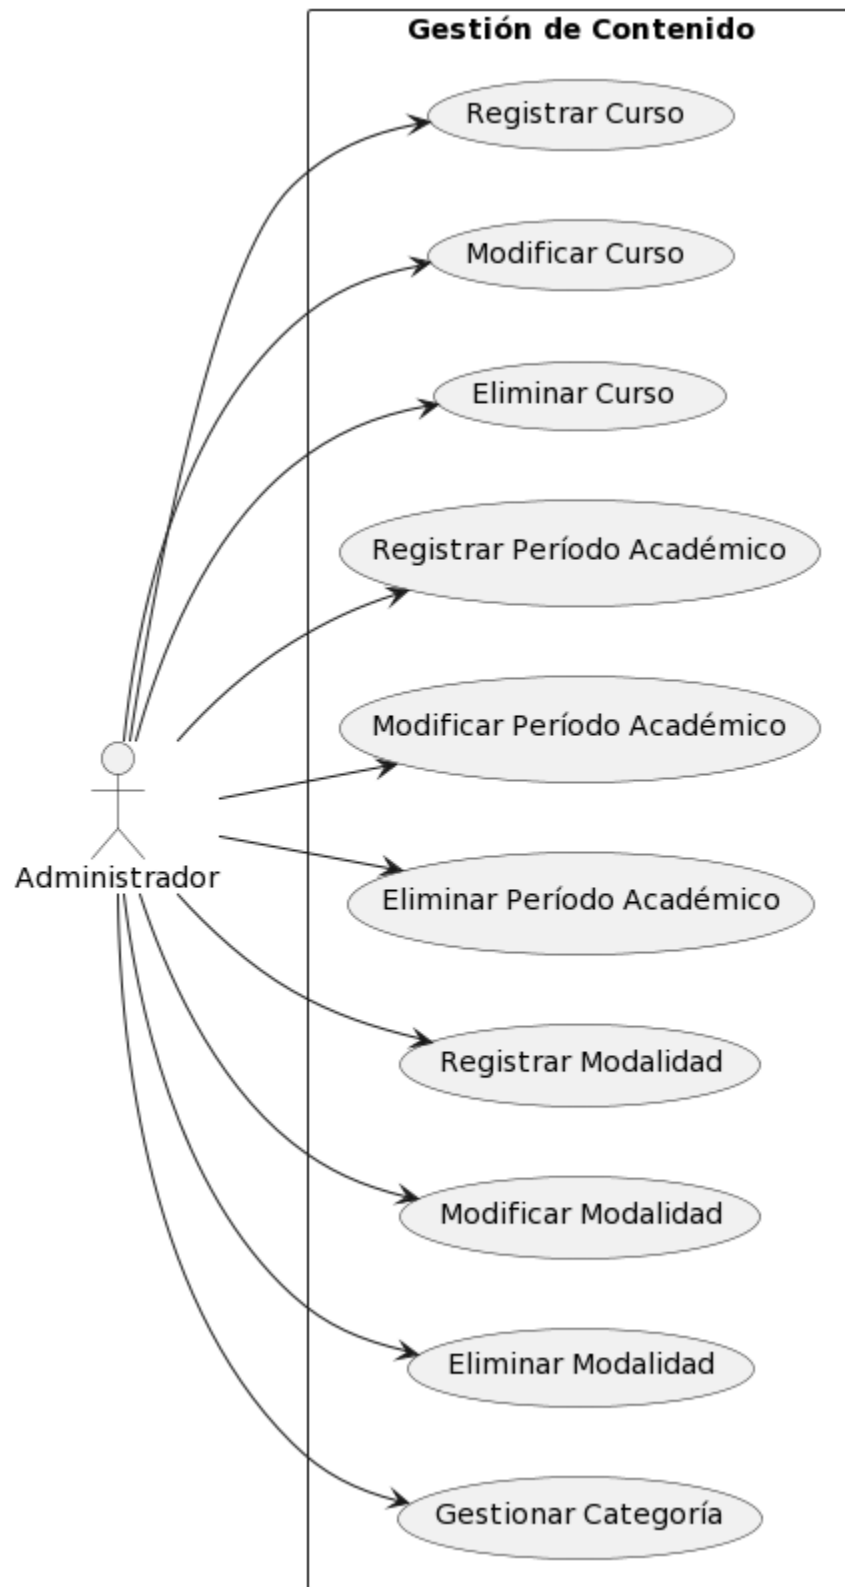 Gestión de Contenido
Registrar Curso
Modificar Curso
Eliminar Curso
Registrar Período Académico
Modificar Período Académico
Eliminar Período Académico
Administrador
Registrar Modalidad
Modificar Modalidad
Eliminar Modalidad
Gestionar Categoría